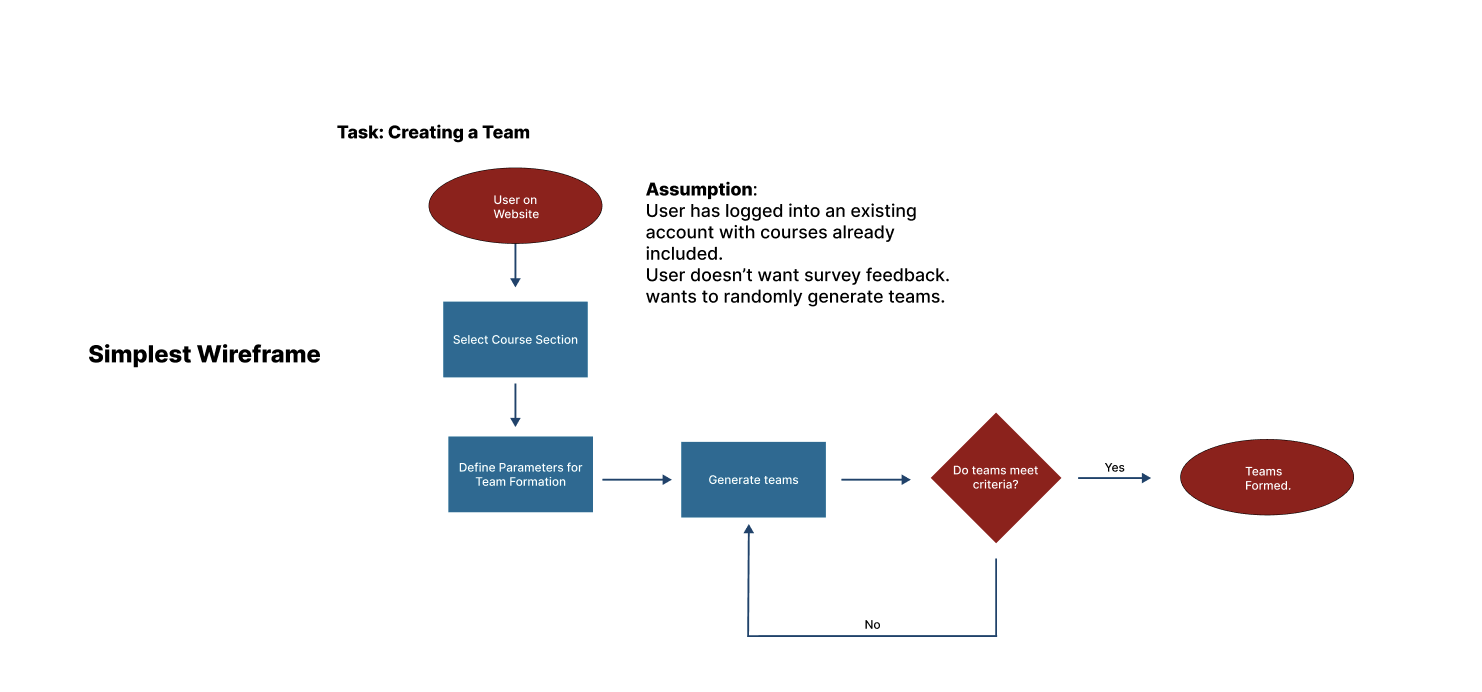 Task: Creating a Team
User on
Website
Assumption:
User has logged into an existing
account with courses already
included.
User doesn’t want survey feedback.
wants to randomly generate teams.
Select Course Section
Simplest Wireframe
Define Parameters for
Team Formation
Generate teams
Do teams meet
criteria?
Yes
Teams
Formed.
No